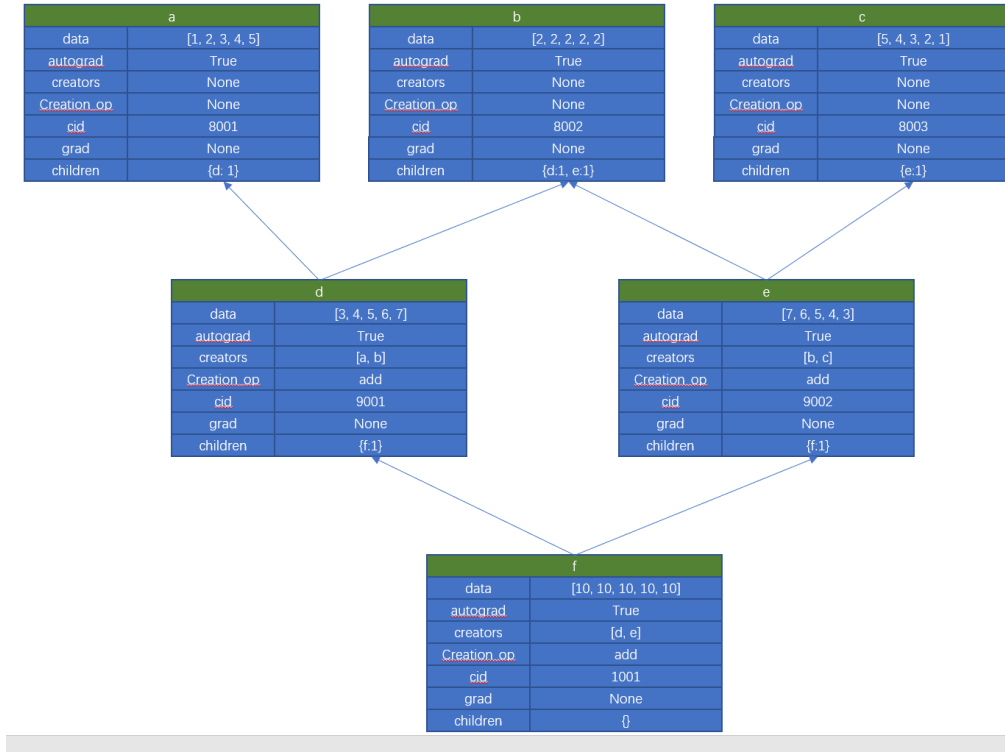 a
data [1, 2, 3, 4, 5]
autograd True
creators None
Creation_op None
cid 8001
grad None
children {d: 1}
b
data [2, 2, 2, 2, 2]
autograd True
creators None
Creation_op None
cid 8002
grad None
children {d:1, e:1}
c
data [5, 4, 3, 2, 1]
autograd True
creators None
Creation_op None
cid 8003
grad None
children {e:1}
d
data [3, 4, 5, 6, 7]
autograd True
creators [a, b]
Creation_op add
cid 9001
grad None
children {f:1}
e
data [7, 6, 5, 4, 3]
autograd True
creators [b, c]
Creation_op add
cid 9002
grad None
children {f:1}
f
data [10, 10, 10, 10, 10]
autograd True
creators [d, e]
Creation_op add
cid 1001
grad None
children {}